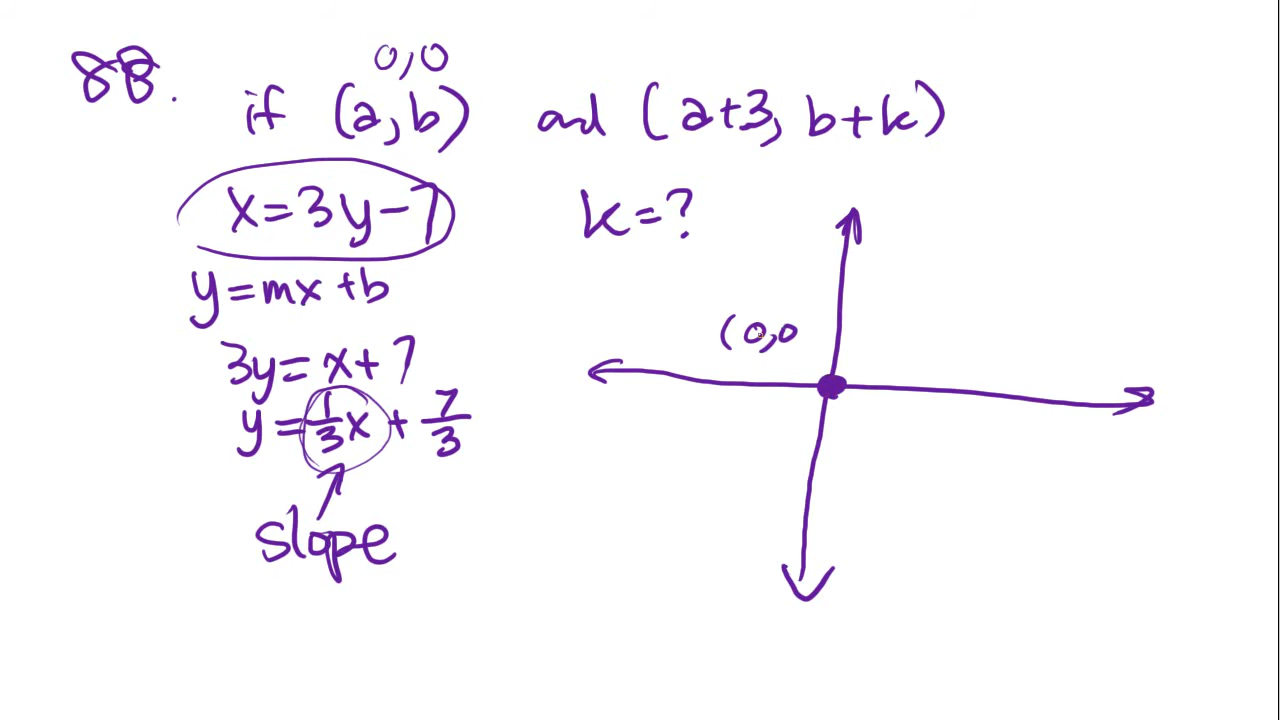 88.
0,0
if (a,b) and (a+3, b+k)
x=3y-7
k=?
y=mx+b
(0,0
3y=x+7
y=1/3x+7/3
slope